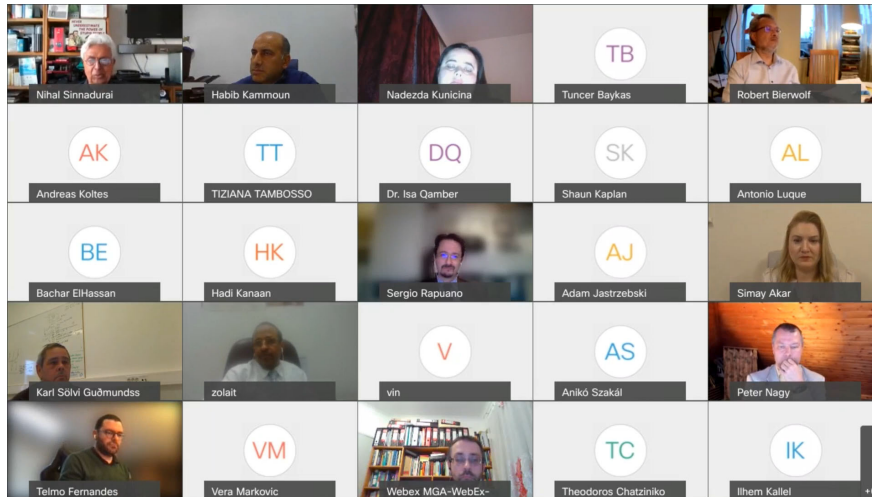 Nihal Sinnadurai
Habib Kammoun
Nadezda Kunicina
TB
Tuncer Baykas
Robert Bierwolf
AK
Andreas Koltes
TT
TIZIANA TAMBOSSO
DQ
Dr. Isa Qamber
SK
Shaun Kaplan
AL
Antonio Luque
BE
Bachar ElHassan
HK
Hadi Kanaan
Sergio Rapuano
AJ
Adam Jastrzebski
Simay Akar
Karl Sölvi Guðmundss
zolait
V
vin
AS
Anikó Szakál
Peter Nagy
Telmo Fernandes
VM
Vera Markovic
Webex MGA-WebEx-
TC
Theodoros Chatziniko
IK
Ilhem Kallel